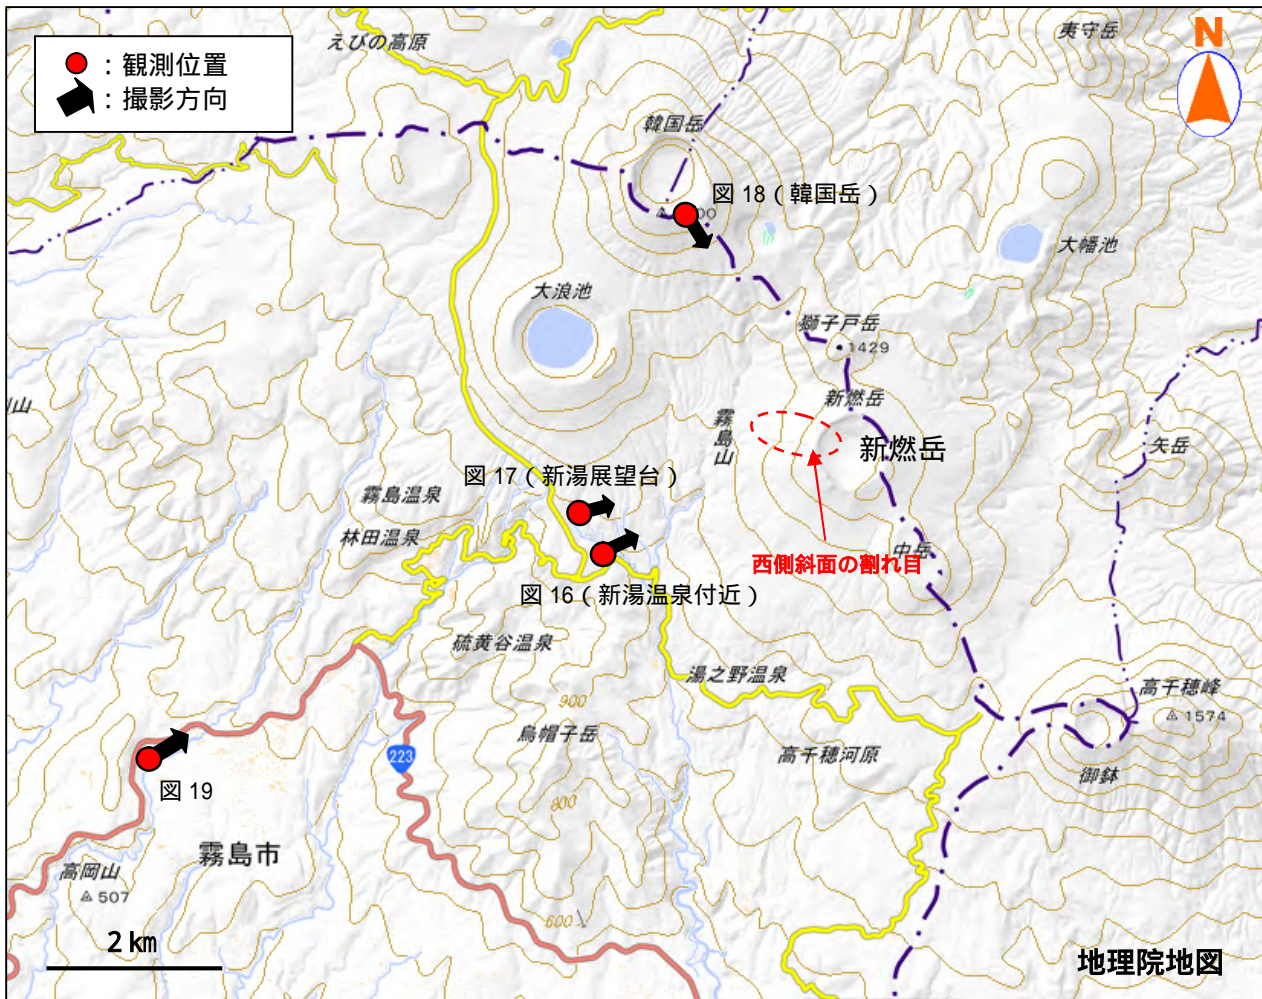 えびの高原
夷守岳
N
：観測位置
：撮影方向
韓国岳
図 18（韓国岳）
大幡池
大浪池
獅子戸岳
1429
新燃岳
霧島山
新燃岳
矢岳
図 17（新湯展望台）
霧島温泉
林田温泉
中岳
西側斜面の割れ目
図 16（新湯温泉付近）
硫黄谷温泉
湯之野温泉
高千穂峰
1574
900
烏帽子岳
223
高千穂河原
御鉢
図 19
800
霧島市
高岡山
507
600
2km
地理院地図